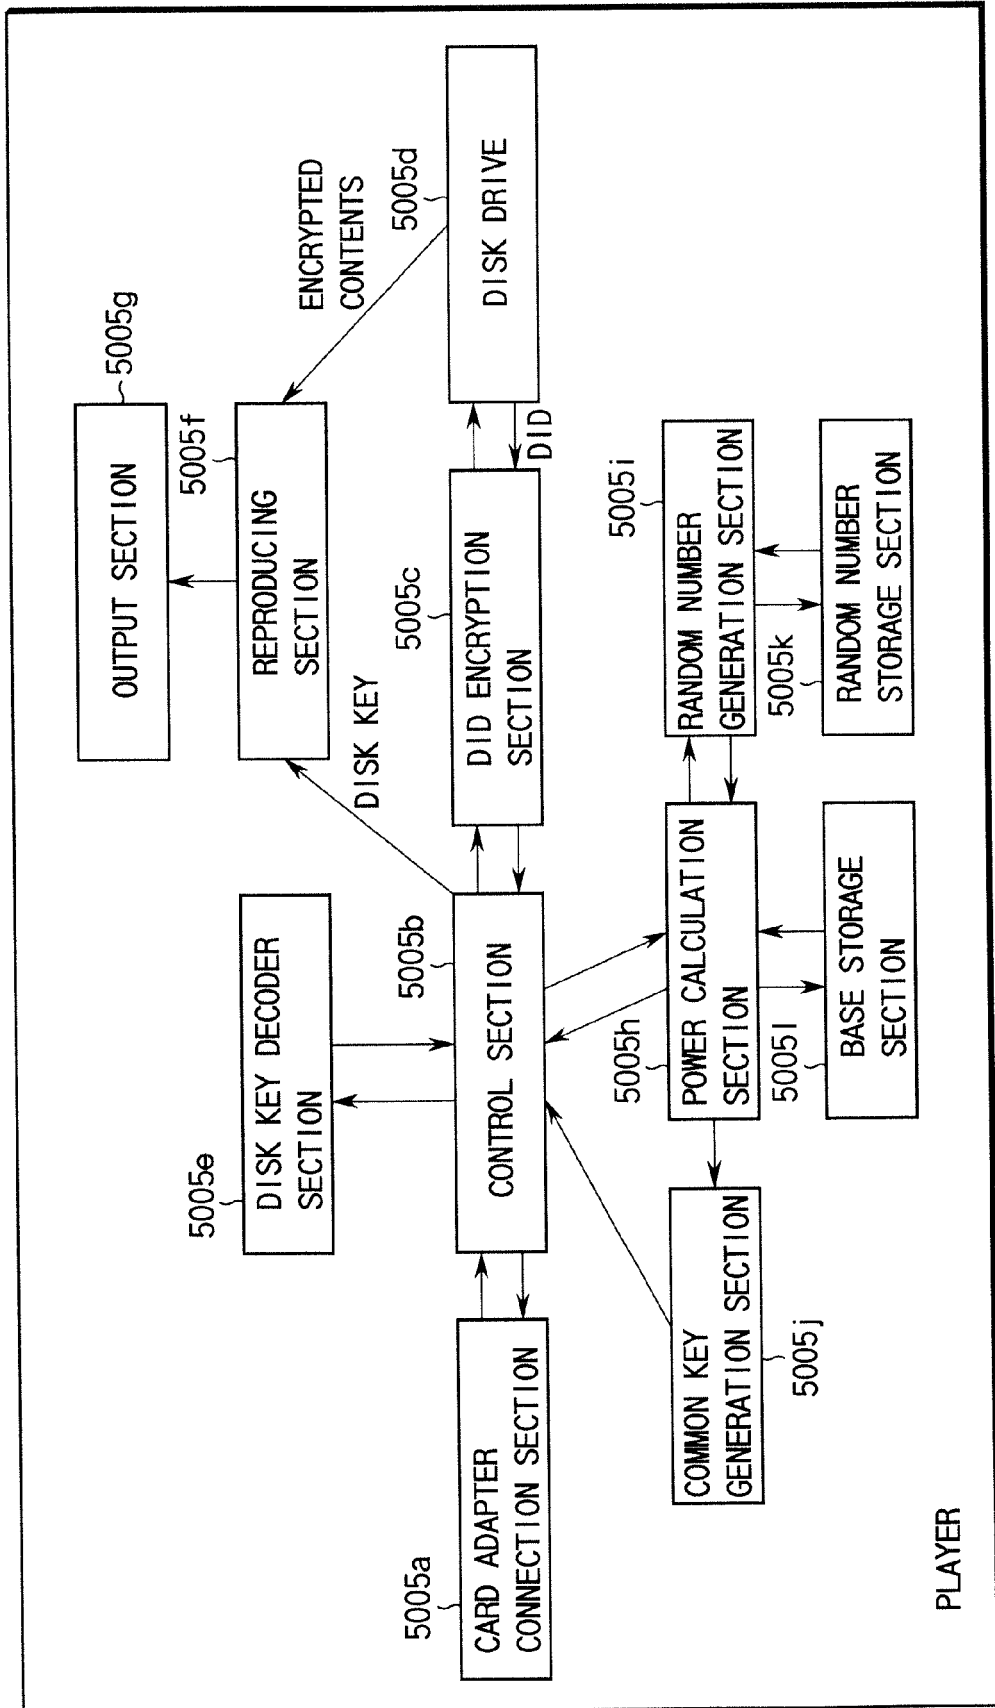 5005g
OUTPUT SECTION
5005f
REPRODUCING
SECTION
ENCRYPTED
CONTENTS
5005e
DISK KEY DECODER
SECTION
DISK KEY
5005a
CARD ADAPTER
CONNECTION SECTION
5005b
CONTROL SECTION
5005c
DID ENCRYPTION
SECTION
DID
5005d
DISK DRIVE
COMMON KEY
GENERATION SECTION
5005j
5005h
POWER CALCULATION
SECTION
5005i
RANDOM NUMBER
GENERATION SECTION
5005l
BASE STORAGE
SECTION
5005k
RANDOM NUMBER
STORAGE SECTION
PLAYER